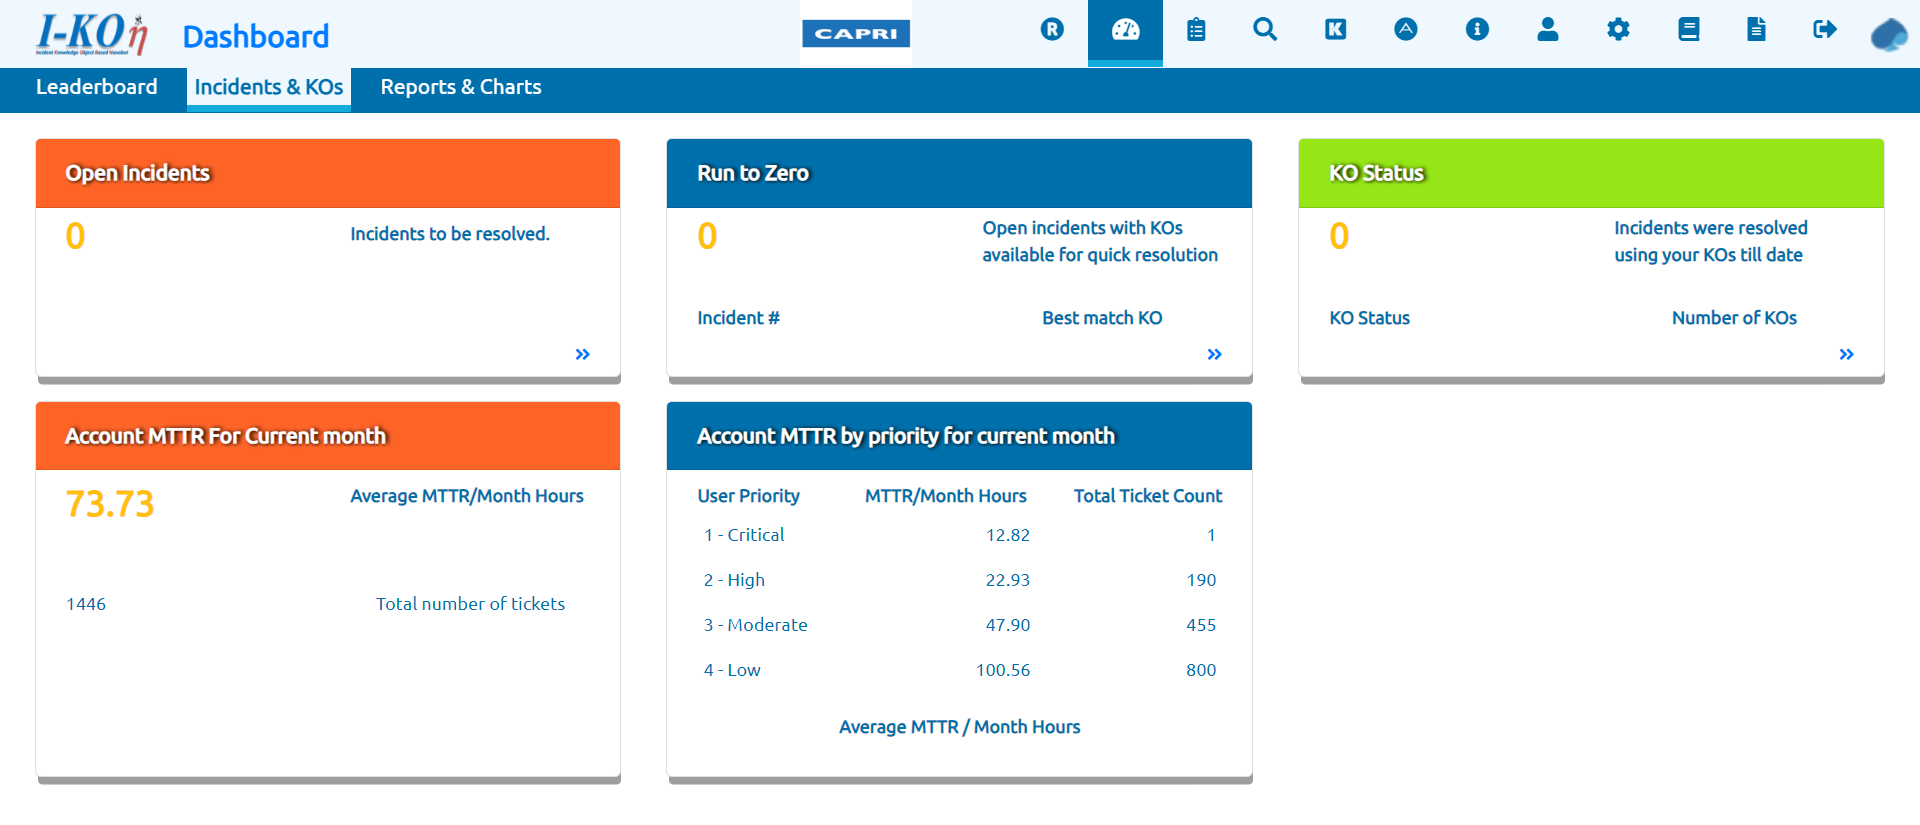 I-KOη
Incident Knowledge Object Based Nanobot
Dashboard
CAPRI
R
K
A
i
Leaderboard
Incidents & KOs
Reports & Charts
Open Incidents
0
Incidents to be resolved.
»
Run to Zero
0
Open incidents with KOs
available for quick resolution
Incident #
Best match KO
»
KO Status
0
Incidents were resolved
using your KOs till date
KO Status
Number of KOs
»
Account MTTR For Current month
73.73
Average MTTR/Month Hours
1446
Total number of tickets
Account MTTR by priority for current month
User Priority MTTR/Month Hours Total Ticket Count
1 - Critical 12.82 1
2 - High 22.93 190
3 - Moderate 47.90 455
4 - Low 100.56 800
Average MTTR / Month Hours